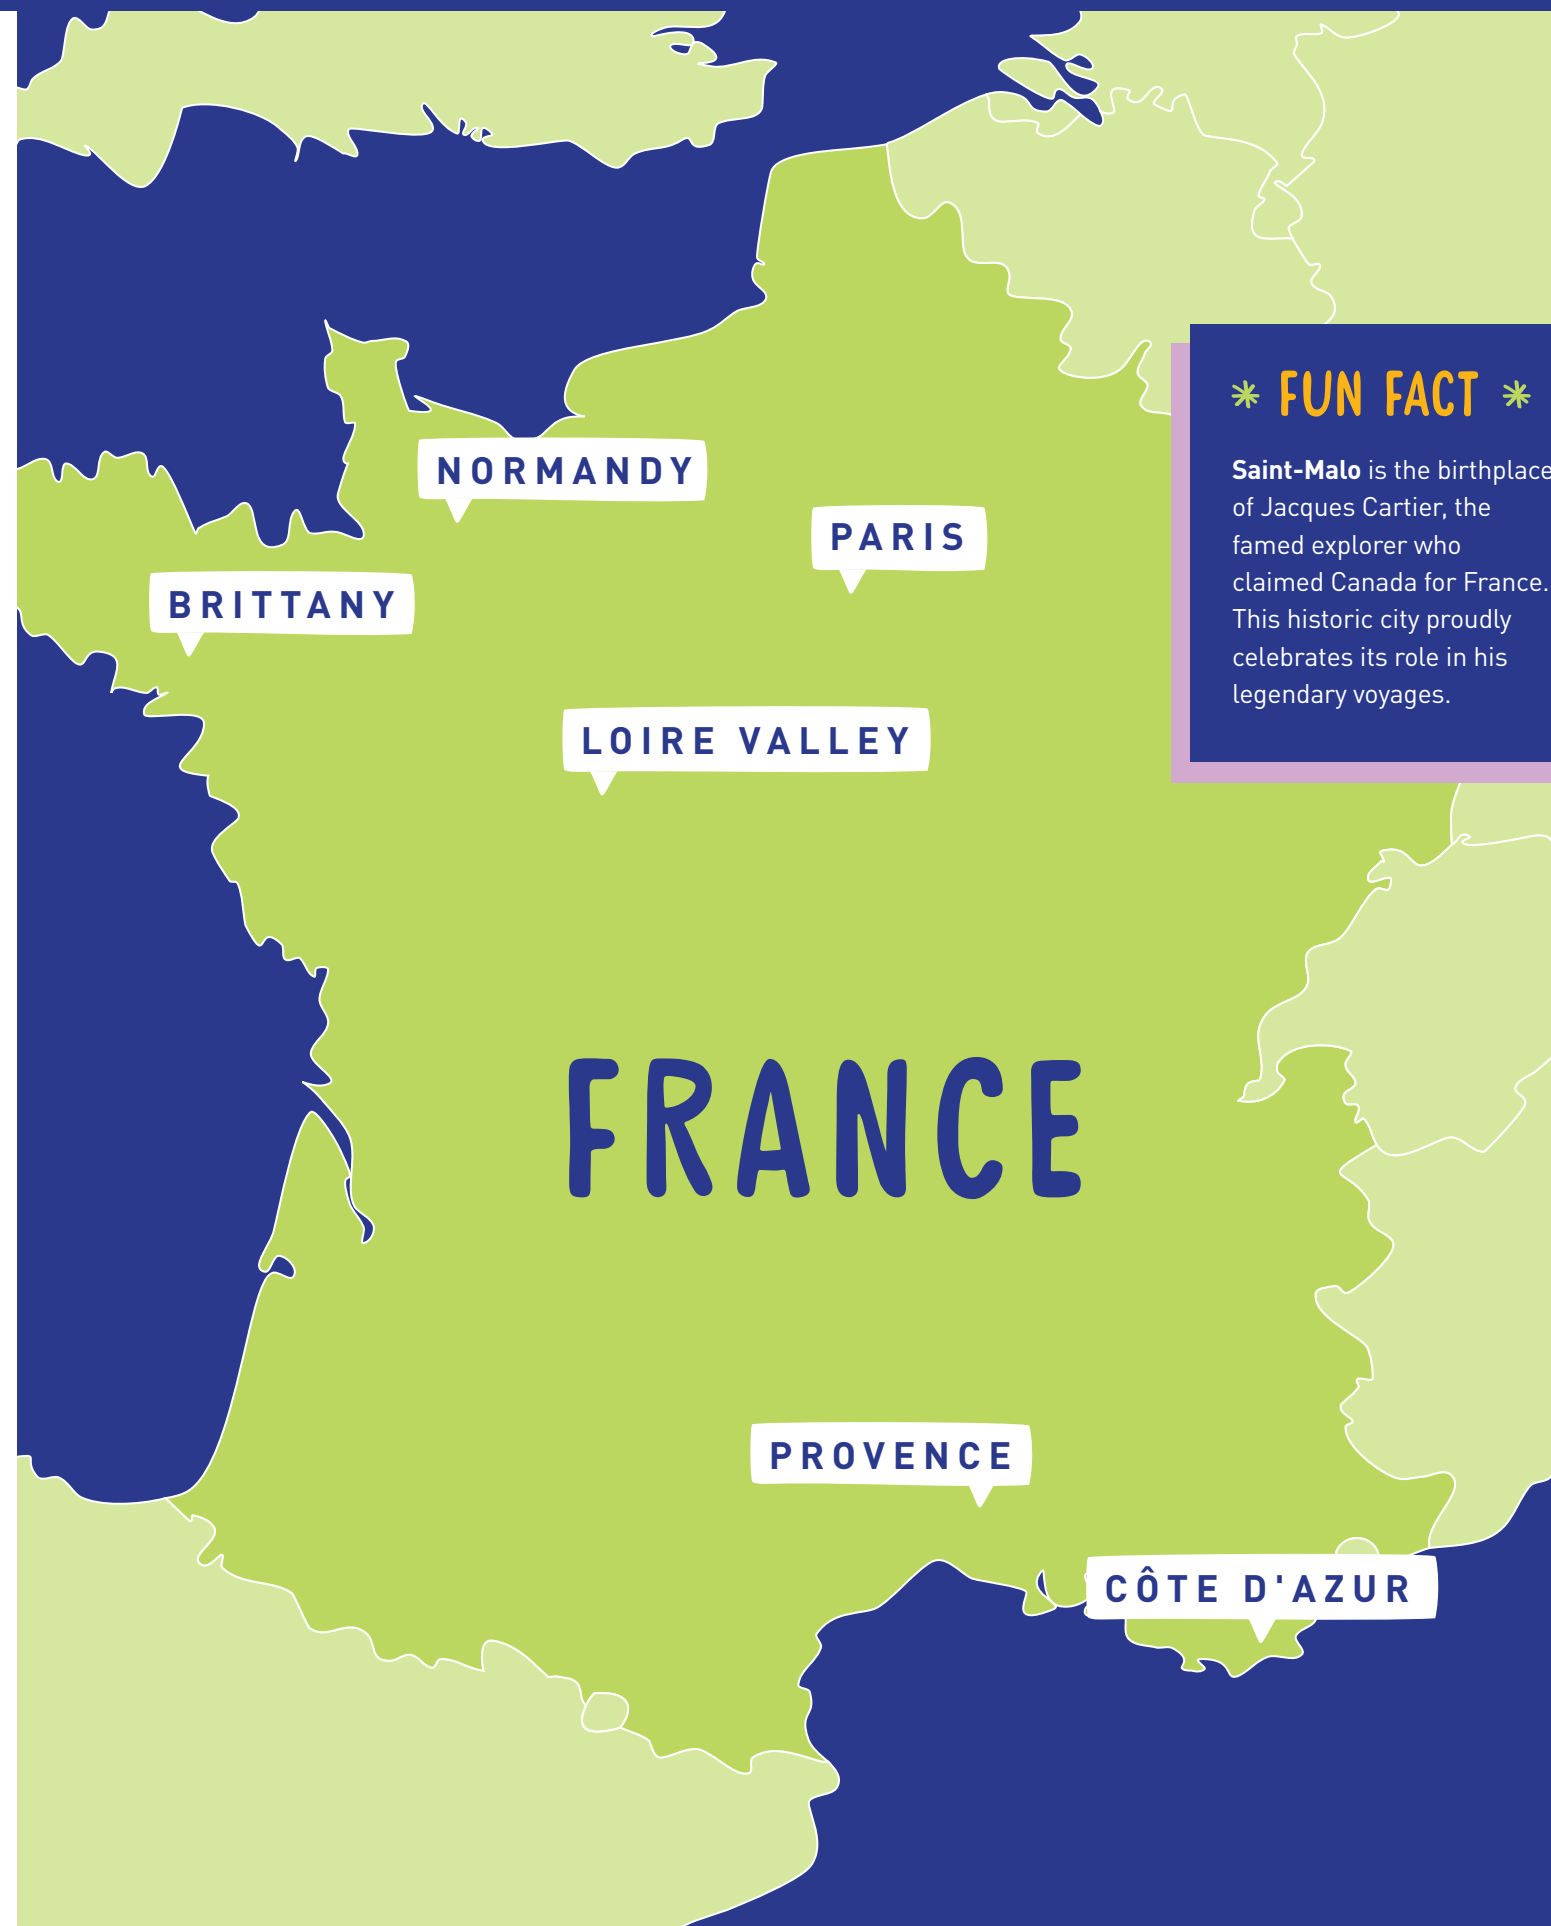 NORMANDY
PARIS
BRITTANY
LOIRE VALLEY
FUN FACT
Saint-Malo is the birthplace
of Jacques Cartier, the
famed explorer who
claimed Canada for France.
This historic city proudly
celebrates its role in his
legendary voyages.
FRANCE
PROVENCE
CÔTE D'AZUR